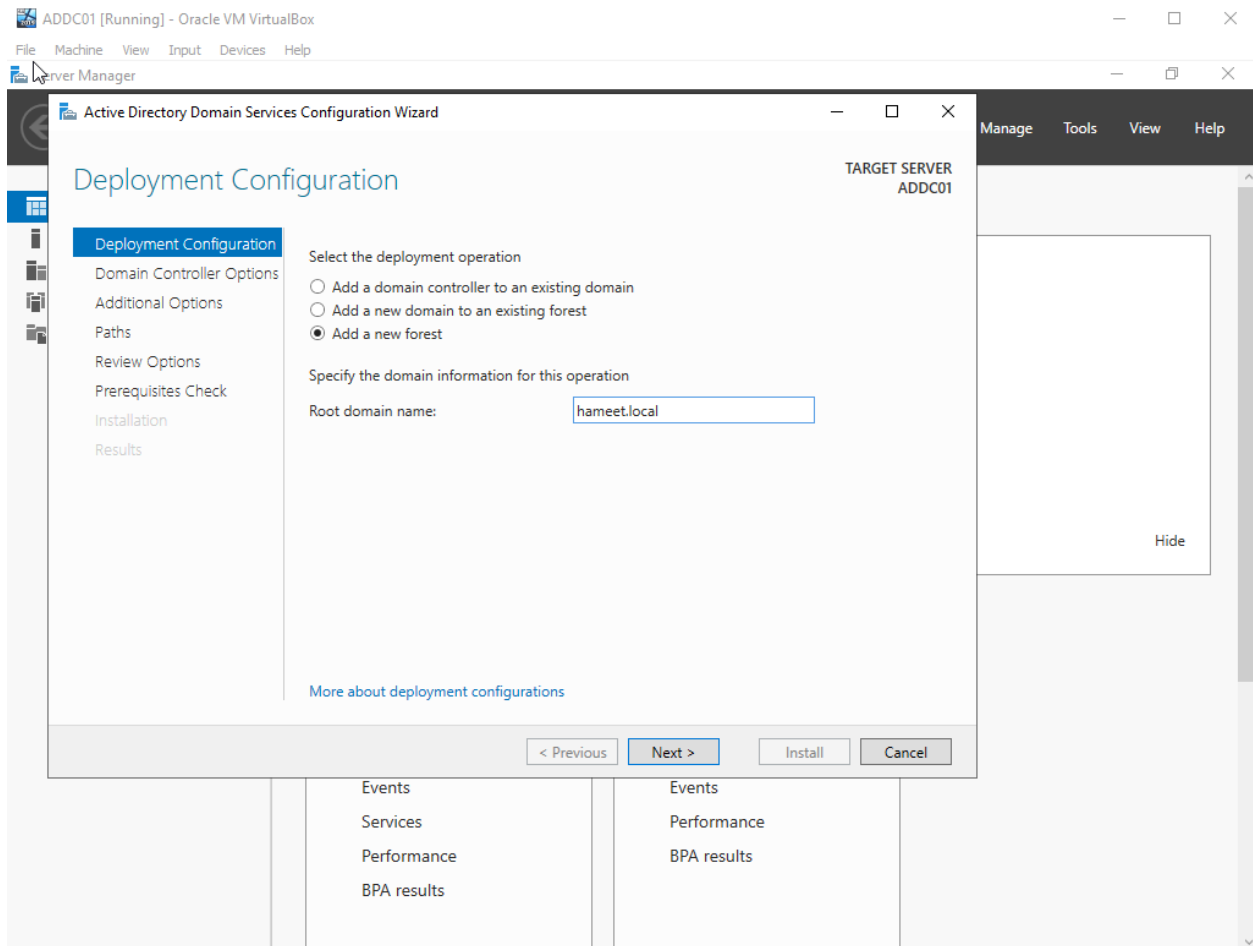 ADDC01 [Running] - Oracle VM VirtualBox
File Machine View Input Devices Help
Server Manager
Manage Tools View Help
Active Directory Domain Services Configuration Wizard
Deployment Configuration
TARGET SERVER
ADDC01
Deployment Configuration
Domain Controller Options
Additional Options
Paths
Review Options
Prerequisites Check
Installation
Results
Select the deployment operation
Add a domain controller to an existing domain
Add a new domain to an existing forest
Add a new forest
Specify the domain information for this operation
Root domain name: hameet.local
More about deployment configurations
< Previous Next > Install Cancel
Hide
Events
Services
Performance
BPA results
Events
Performance
BPA results